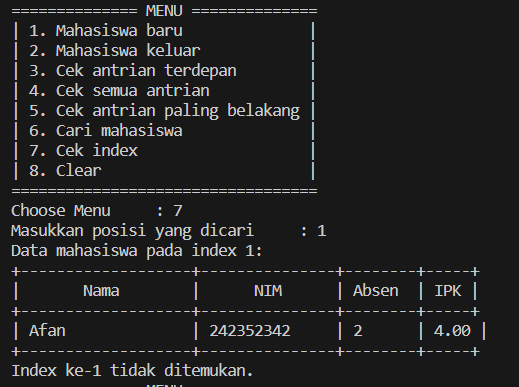 ============== MENU ==============
| 1. Mahasiswa baru              |
| 2. Mahasiswa keluar            |
| 3. Cek antrian terdepan        |
| 4. Cek semua antrian           |
| 5. Cek antrian paling belakang |
| 6. Cari mahasiswa              |
| 7. Cek index                   |
| 8. Clear                       |
==================================
Choose Menu     : 7
Masukkan posisi yang dicari     : 1
Data mahasiswa pada index 1:
+-------------------+---------------+--------+-----+
|       Nama        |      NIM      | Absen  | IPK |
+-------------------+---------------+--------+-----+
| Afan              | 242352342     | 2      | 4.00 |
+-------------------+---------------+--------+-----+
Index ke-1 tidak ditemukan.
MENU